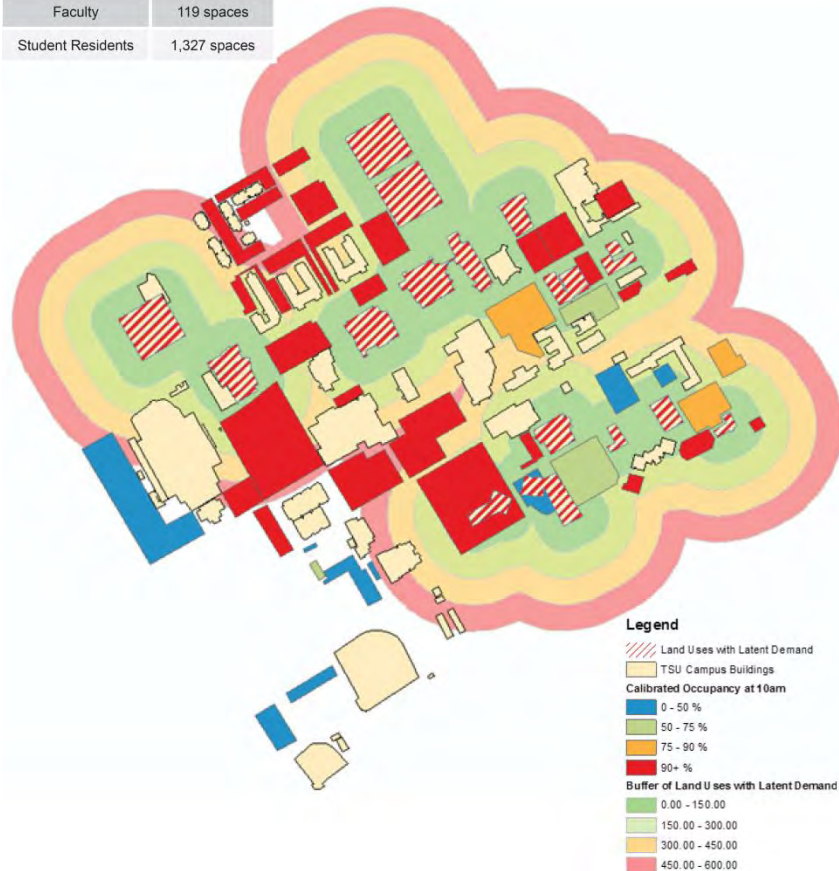 Faculty 119 spaces
Student Residents 1,327 spaces
Legend
Land Uses with Latent Demand
TSU Campus Buildings
Calibrated Occupancy at 10am
0 - 50 %
50 - 75 %
75 - 90 %
90+ %
Buffer of Land Uses with Latent Demand
0.00 - 150.00
150.00 - 300.00
300.00 - 450.00
450.00 - 600.00